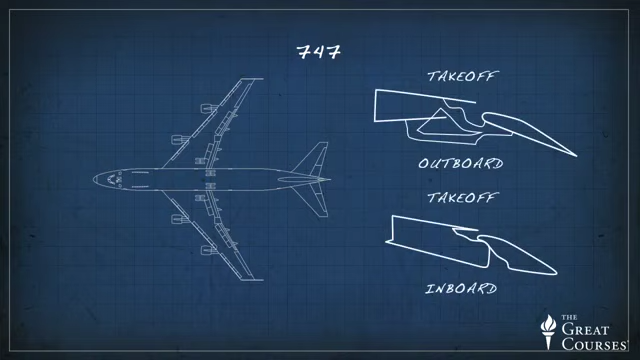 747
TAKEOFF
OUTBOARD
TAKEOFF
INBOARD
THE
GREAT
COURSES